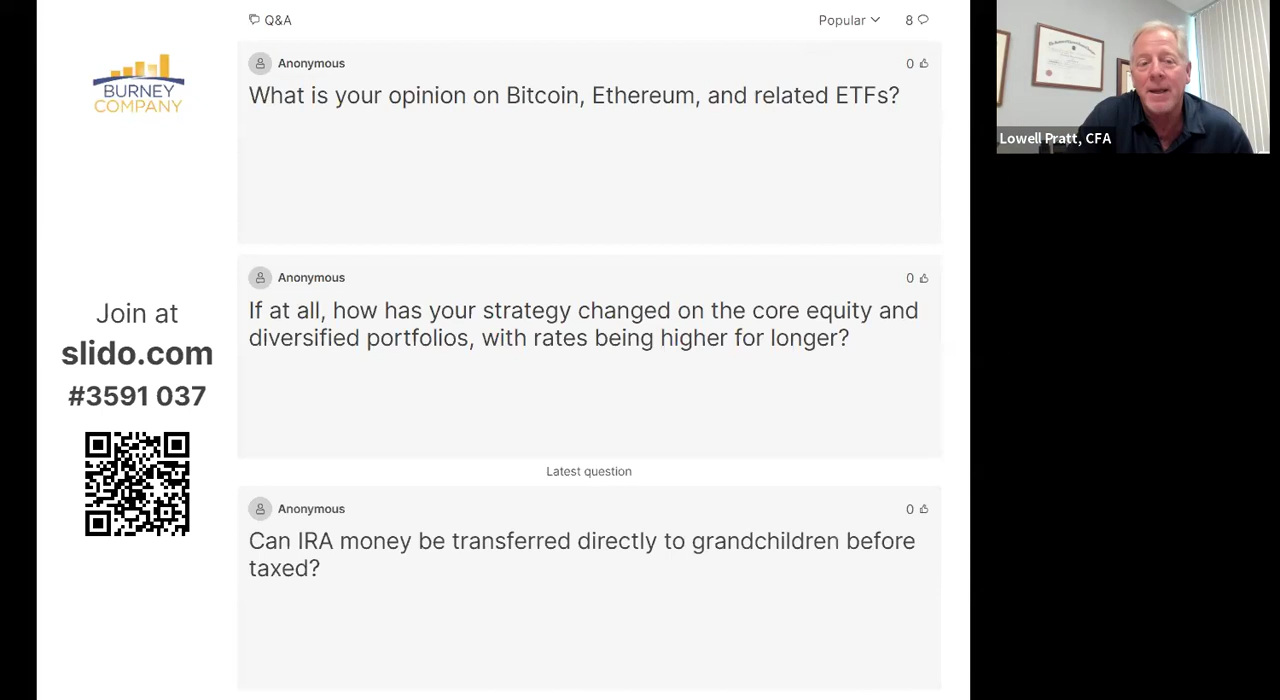 Q&A
Popular
8
BURNEY
COMPANY
Anonymous
0
What is your opinion on Bitcoin, Ethereum, and related ETFs?
Lowell Pratt, CFA
Anonymous
0
If at all, how has your strategy changed on the core equity and
diversified portfolios, with rates being higher for longer?
Join at
slido.com
#3591 037
Latest question
Anonymous
0
Can IRA money be transferred directly to grandchildren before
taxed?